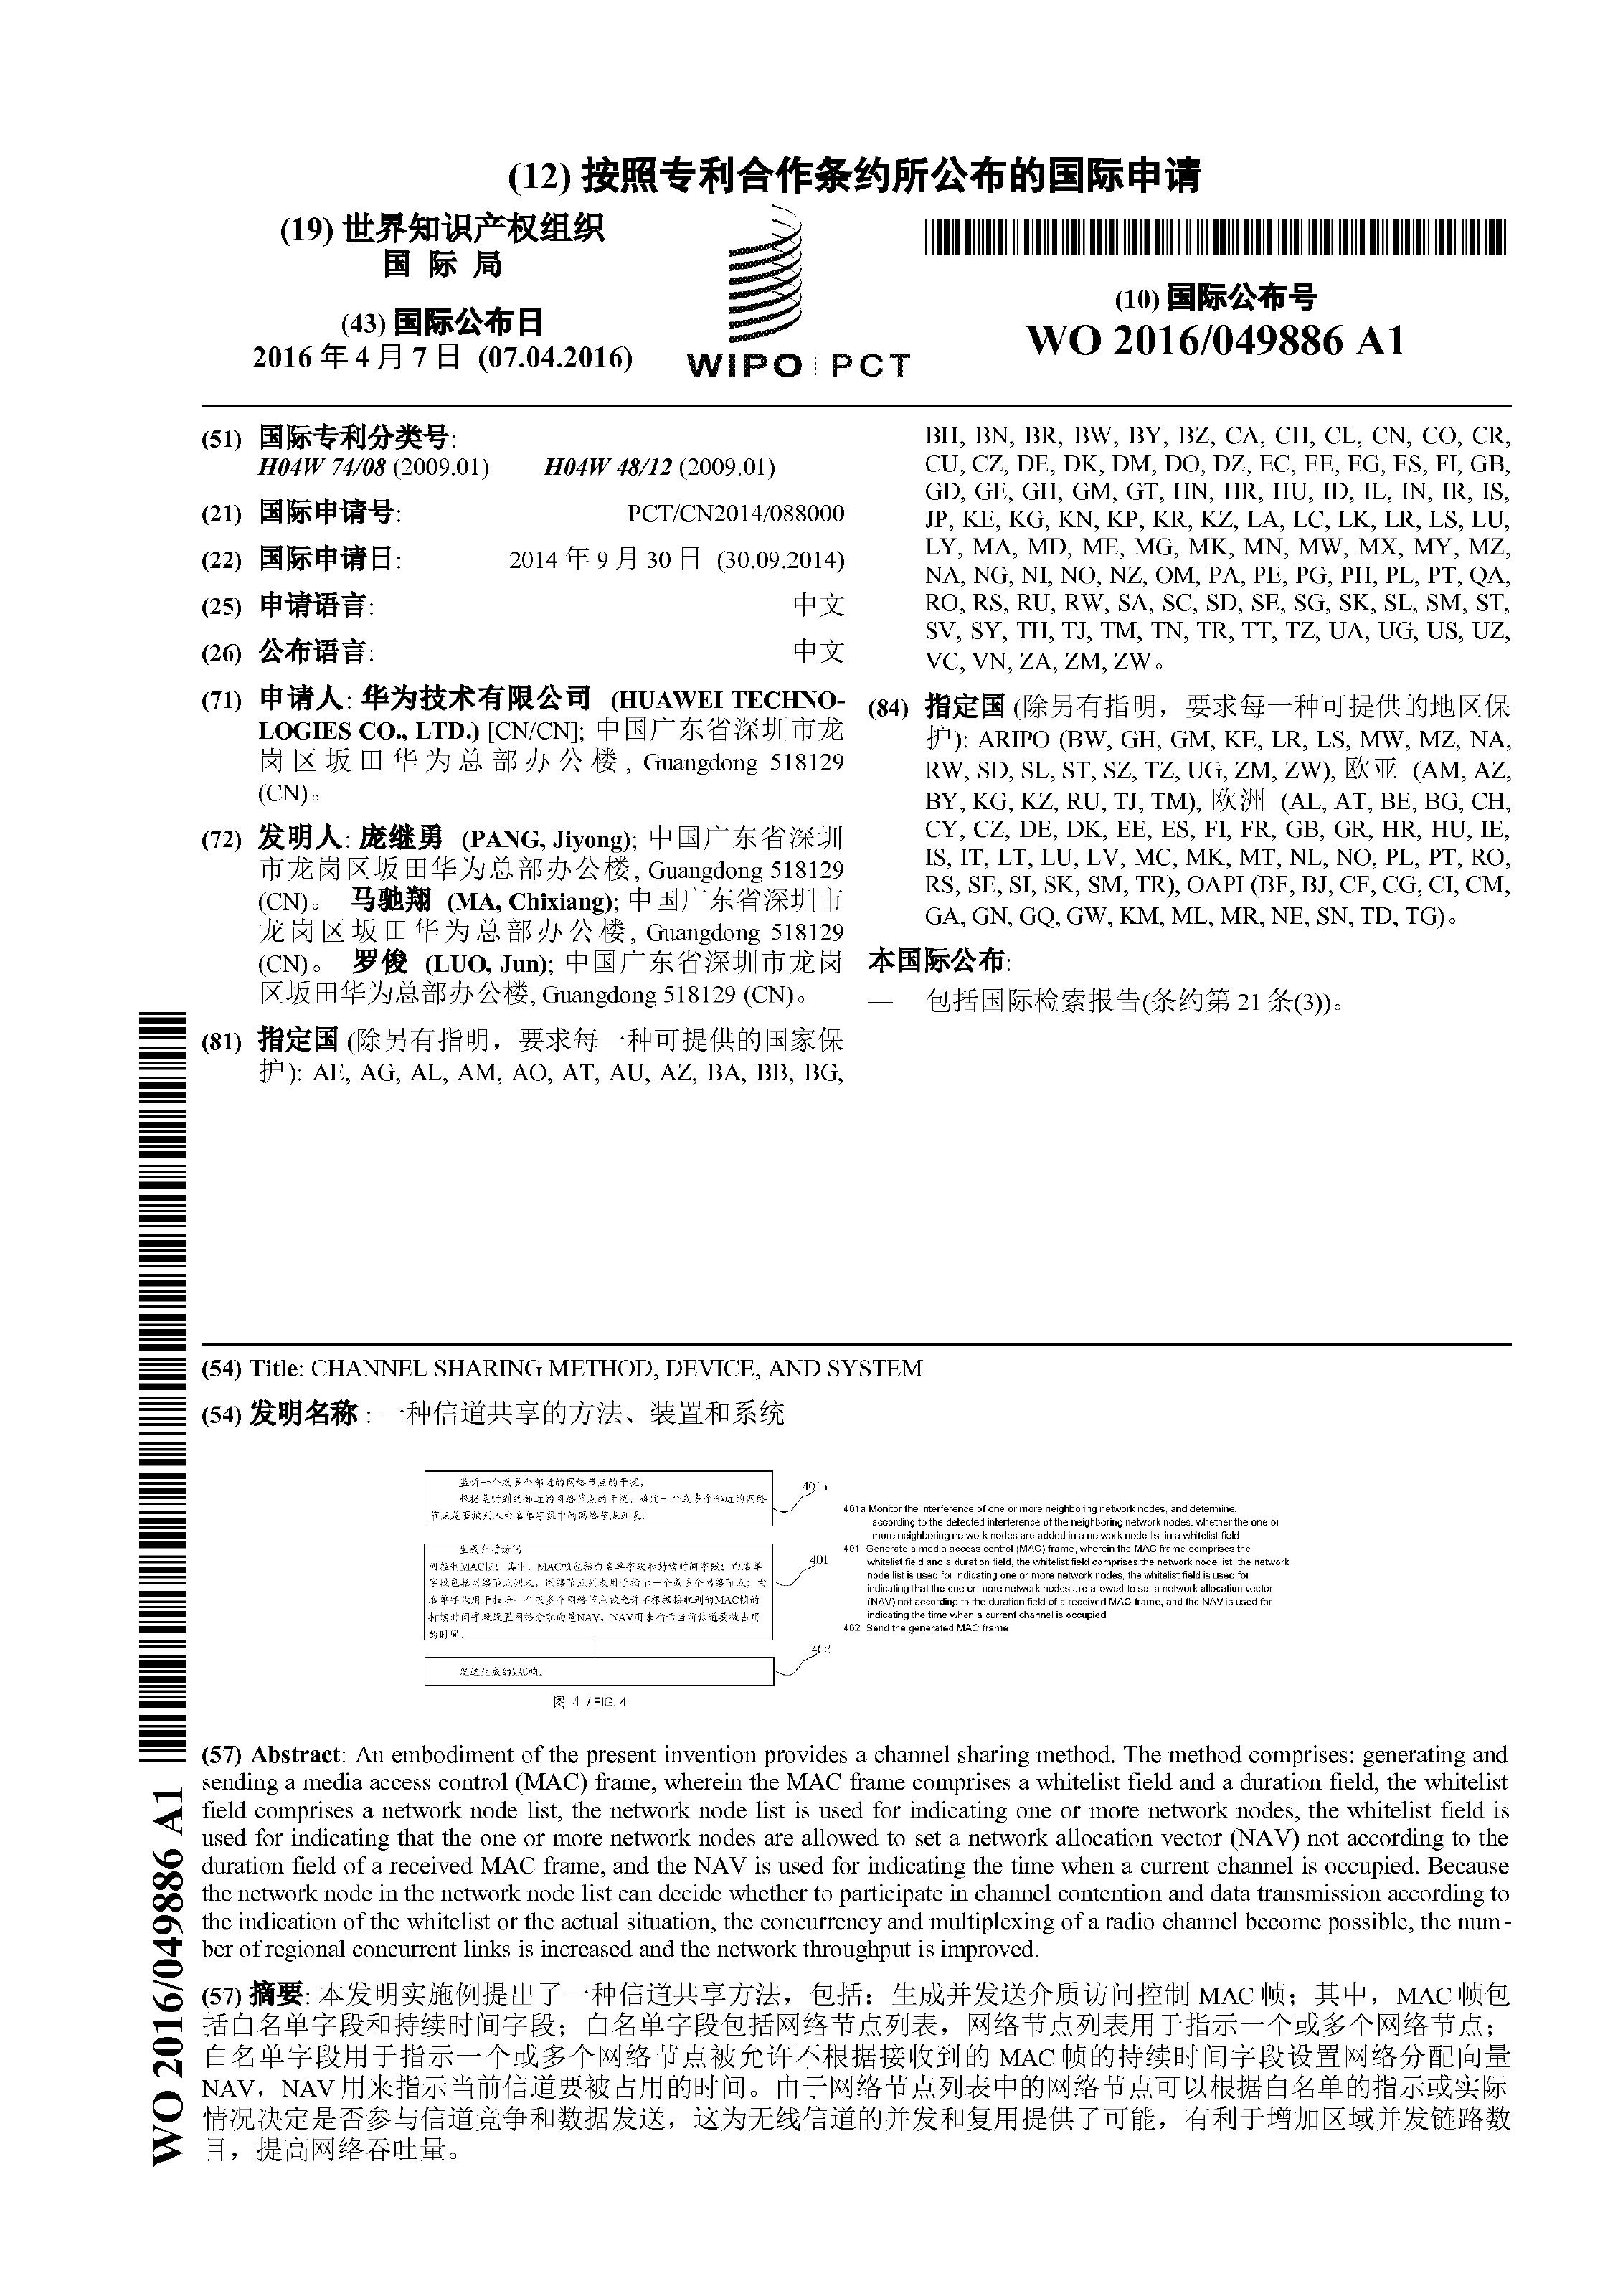 (12) 按照专利合作条约所公布的国际申请
(19) 世界知识产权组织
国 际 局
(43) 国际公布日
2016 年 4 月 7 日 (07.04.2016)
WIPO | PCT
(10) 国际公布号
WO 2016/049886 A1
(51) 国际专利分类号:
H04W 74/08 (2009.01) H04W 48/12 (2009.01)
(21) 国际申请号: PCT/CN2014/088000
(22) 国际申请日: 2014 年 9 月 30 日 (30.09.2014)
(25) 申请语言: 中文
(26) 公布语言: 中文
(71) 申请人: 华为技术有限公司 (HUAWEI TECHNO-
LOGIES CO., LTD.) [CN/CN]; 中国广东省深圳市龙
岗区坂田华为总部办公楼, Guangdong 518129
(CN)。
(72) 发明人: 庞继勇 (PANG, Jiyong); 中国广东省深圳
市龙岗区坂田华为总部办公楼, Guangdong 518129
(CN)。 马驰翔 (MA, Chixiang); 中国广东省深圳市
龙岗区坂田华为总部办公楼, Guangdong 518129
(CN)。 罗俊 (LUO, Jun); 中国广东省深圳市龙岗
区坂田华为总部办公楼, Guangdong 518129 (CN)。
(81) 指定国 (除另有指明，要求每一种可提供的国家保
护): AE, AG, AL, AM, AO, AT, AU, AZ, BA, BB, BG,
BH, BN, BR, BW, BY, BZ, CA, CH, CL, CN, CO, CR,
CU, CZ, DE, DK, DM, DO, DZ, EC, EE, EG, ES, FI, GB,
GD, GE, GH, GM, GT, HN, HR, HU, ID, IL, IN, IR, IS,
JP, KE, KG, KN, KP, KR, KZ, LA, LC, LK, LR, LS, LU,
LY, MA, MD, ME, MG, MK, MN, MW, MX, MY, MZ,
NA, NG, NI, NO, NZ, OM, PA, PE, PG, PH, PL, PT, QA,
RO, RS, RU, RW, SA, SC, SD, SE, SG, SK, SL, SM, ST,
SV, SY, TH, TJ, TM, TN, TR, TT, TZ, UA, UG, US, UZ,
VC, VN, ZA, ZM, ZW。
(84) 指定国 (除另有指明，要求每一种可提供的地区保
护): ARIPO (BW, GH, GM, KE, LR, LS, MW, MZ, NA,
RW, SD, SL, ST, SZ, TZ, UG, ZM, ZW), 欧亚 (AM, AZ,
BY, KG, KZ, RU, TJ, TM), 欧洲 (AL, AT, BE, BG, CH,
CY, CZ, DE, DK, EE, ES, FI, FR, GB, GR, HR, HU, IE,
IS, IT, LT, LU, LV, MC, MK, MT, NL, NO, PL, PT, RO,
RS, SE, SI, SK, SM, TR), OAPI (BF, BJ, CF, CG, CI, CM,
GA, GN, GQ, GW, KM, ML, MR, NE, SN, TD, TG)。
本国际公布:
— 包括国际检索报告(条约第 21 条(3))。
(54) Title: CHANNEL SHARING METHOD, DEVICE, AND SYSTEM
(54) 发明名称 : 一种信道共享的方法、装置和系统
监听一个或多个邻近的网络节点的干扰，
根据监听到的邻近的网络节点的干扰，确定一个或多个邻近的网络
节点是否被列入白名单字段中的网络节点列表；
401a
生成介质访问
的控制MAC帧；其中，MAC帧包括白名单字段和持续时间字段；白名单
字段包括网络节点列表，网络节点列表用于指示一个或多个网络节点；白
名单字段用于指示一个或多个网络节点被允许不根据接收到的MAC帧的
持续时间字段设置网络分配向量NAV，NAV用来指示当前信道要被占用
的时间。
401
发送生成的MAC帧。
402
图 4 / FIG. 4
401a Monitor the interference of one or more neighboring network nodes, and determine,
according to the detected interference of the neighboring network nodes, whether the one or
more neighboring network nodes are added in a network node list in a whitelist field
401 Generate a media access control (MAC) frame, wherein the MAC frame comprises the
whitelist field and a duration field, the whitelist field comprises the network node list, the network
node list is used for indicating one or more network nodes, the whitelist field is used for
indicating that the one or more network nodes are allowed to set a network allocation vector
(NAV) not according to the duration field of a received MAC frame, and the NAV is used for
indicating the time when a current channel is occupied
402 Send the generated MAC frame
(57) Abstract: An embodiment of the present invention provides a channel sharing method. The method comprises: generating and
sending a media access control (MAC) frame, wherein the MAC frame comprises a whitelist field and a duration field, the whitelist
field comprises a network node list, the network node list is used for indicating one or more network nodes, the whitelist field is
used for indicating that the one or more network nodes are allowed to set a network allocation vector (NAV) not according to the
duration field of a received MAC frame, and the NAV is used for indicating the time when a current channel is occupied. Because
the network node in the network node list can decide whether to participate in channel contention and data transmission according to
the indication of the whitelist or the actual situation, the concurrency and multiplexing of a radio channel become possible, the num-
ber of regional concurrent links is increased and the network throughput is improved.
(57) 摘要: 本发明实施例提出了一种信道共享方法，包括：生成并发送介质访问控制 MAC 帧；其中，MAC 帧包
括白名单字段和持续时间字段；白名单字段包括网络节点列表，网络节点列表用于指示一个或多个网络节点；
白名单字段用于指示一个或多个网络节点被允许不根据接收到的 MAC 帧的持续时间字段设置网络分配向量
NAV，NAV 用来指示当前信道要被占用的时间。由于网络节点列表中的网络节点可以根据白名单的指示或实际
情况决定是否参与信道竞争和数据发送，这为无线信道的并发和复用提供了可能，有利于增加区域并发链路数
目，提高网络吞吐量。
WO 2016/049886 A1